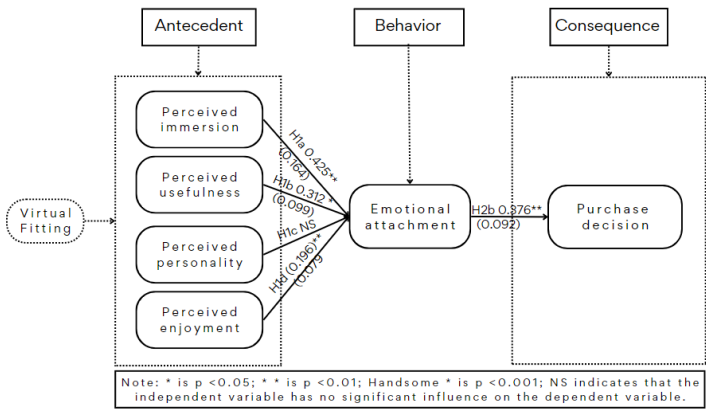 Antecedent
Behavior
Consequence
Perceived
immersion
Perceived
usefulness
Perceived
personality
Perceived
enjoyment
Virtual
Fitting
H1a 0.425**
(0.164)
H1b 0.312 *
(0.099)
H1c NS
H1d (0.196)**
(0.079
Emotional
attachment
H2b 0.376**
(0.092)
Purchase
decision
Note: * is p <0.05; * * is p <0.01; Handsome * is p <0.001; NS indicates that the
independent variable has no significant influence on the dependent variable.